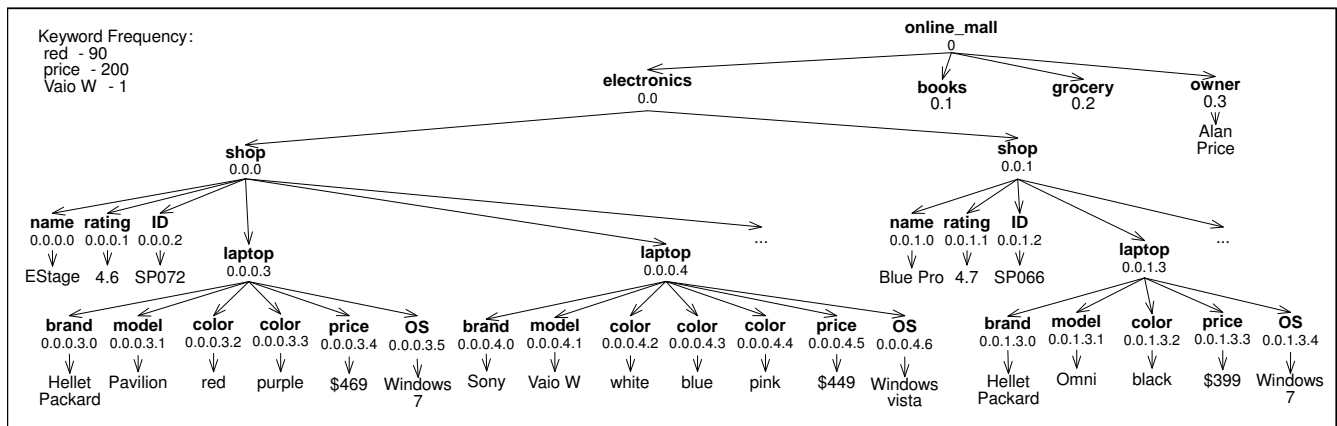 Keyword Frequency:
red - 90
price - 200
Vaio W - 1
online_mall
0
electronics
0.0
books
0.1
grocery
0.2
owner
0.3
Alan
Price
shop
0.0.0
shop
0.0.1
name
0.0.0.0
EStage
rating
0.0.0.1
4.6
ID
0.0.0.2
SP072
laptop
0.0.0.3
laptop
0.0.0.4
...
name
0.0.1.0
Blue Pro
rating
0.0.1.1
4.7
ID
0.0.1.2
SP066
laptop
0.0.1.3
...
brand
0.0.0.3.0
Hellet
Packard
model
0.0.0.3.1
Pavilion
color
0.0.0.3.2
red
color
0.0.0.3.3
purple
price
0.0.0.3.4
$469
OS
0.0.0.3.5
Windows
7
brand
0.0.0.4.0
Sony
model
0.0.0.4.1
Vaio W
color
0.0.0.4.2
white
color
0.0.0.4.3
blue
color
0.0.0.4.4
pink
price
0.0.0.4.5
$449
OS
0.0.0.4.6
Windows
vista
brand
0.0.1.3.0
Hellet
Packard
model
0.0.1.3.1
Omni
color
0.0.1.3.2
black
price
0.0.1.3.3
$399
OS
0.0.1.3.4
Windows
7